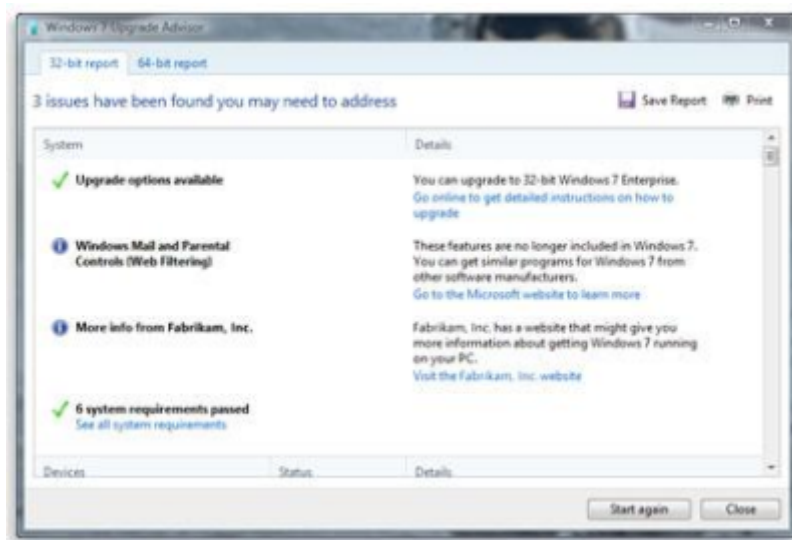 Windows 7 Upgrade Advisor
32-bit report 64-bit report
3 issues have been found you may need to address
Save Report Print
System Details
Upgrade options available
You can upgrade to 32-bit Windows 7 Enterprise.
Go online to get detailed instructions on how to
upgrade
Windows Mail and Parental
Controls (Web Filtering)
These features are no longer included in Windows 7.
You can get similar programs for Windows 7 from
other software manufacturers.
Go to the Microsoft website to learn more
More info from Fabrikam, Inc.
Fabrikam, Inc. has a website that might give you
more information about getting Windows 7 running
on your PC.
Visit the Fabrikam, Inc. website
6 system requirements passed
See all system requirements
Devices Status Details
Start again Close